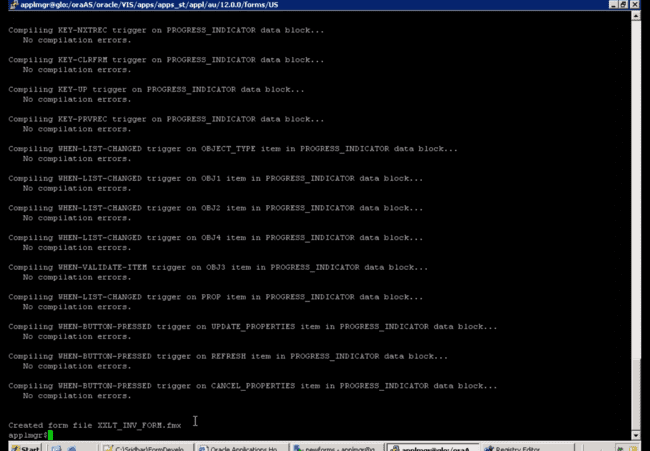 applmgr@glo:/oraAS/oracle/VIS/apps/apps_st/appl/au/12.0.0/forms/US
Compiling KEY-NXTREC trigger on PROGRESS_INDICATOR data block...
No compilation errors.
Compiling KEY-CLRFRM trigger on PROGRESS_INDICATOR data block...
No compilation errors.
Compiling KEY-UP trigger on PROGRESS_INDICATOR data block...
No compilation errors.
Compiling KEY-PRVREC trigger on PROGRESS_INDICATOR data block...
No compilation errors.
Compiling WHEN-LIST-CHANGED trigger on OBJECT_TYPE item in PROGRESS_INDICATOR data block...
No compilation errors.
Compiling WHEN-LIST-CHANGED trigger on OBJ1 item in PROGRESS_INDICATOR data block...
No compilation errors.
Compiling WHEN-LIST-CHANGED trigger on OBJ2 item in PROGRESS_INDICATOR data block...
No compilation errors.
Compiling WHEN-LIST-CHANGED trigger on OBJ4 item in PROGRESS_INDICATOR data block...
No compilation errors.
Compiling WHEN-VALIDATE-ITEM trigger on OBJ3 item in PROGRESS_INDICATOR data block...
No compilation errors.
Compiling WHEN-LIST-CHANGED trigger on PROP item in PROGRESS_INDICATOR data block...
No compilation errors.
Compiling WHEN-BUTTON-PRESSED trigger on UPDATE_PROPERTIES item in PROGRESS_INDICATOR data block...
No compilation errors.
Compiling WHEN-BUTTON-PRESSED trigger on REFRESH item in PROGRESS_INDICATOR data block...
No compilation errors.
Compiling WHEN-BUTTON-PRESSED trigger on CANCEL_PROPERTIES item in PROGRESS_INDICATOR data block...
No compilation errors.
Created form file XXLT_INV_FORM.fmx
applmgr$
Start C:\Sridhar\FormDevelo... Oracle Applications Ho... newforms - applmgr@g... applmgr@glo:/oraA... Registry Editor